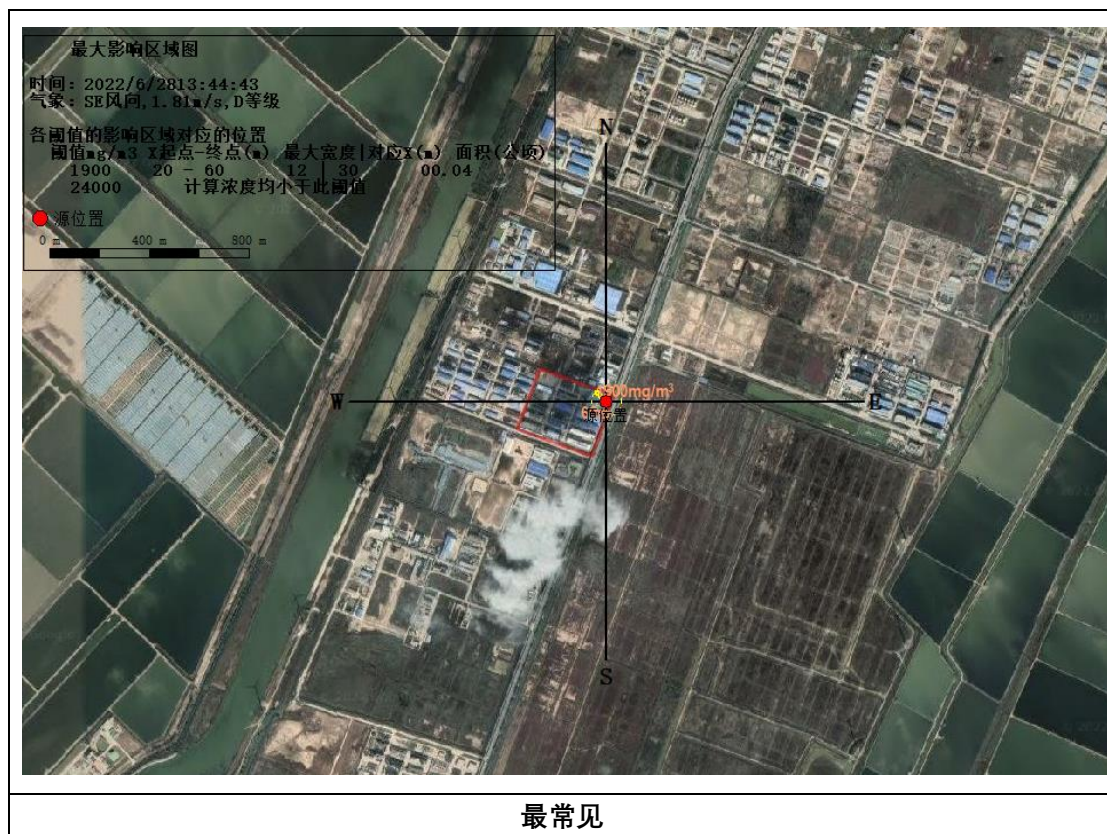 最大影响区域图
时间：2022/6/2813:44:43
气象：SE风向,1.81m/s,D等级
各阈值的影响区域对应的位置
阈值mg/m3 X起点-终点(m) 最大宽度|对应X(m) 面积(公顷)
1900 20 - 60 12 | 30 00.04
24000 计算浓度均小于此阈值
源位置
0 m 400 m 800 m
N
W
E
源位置
S
最常见